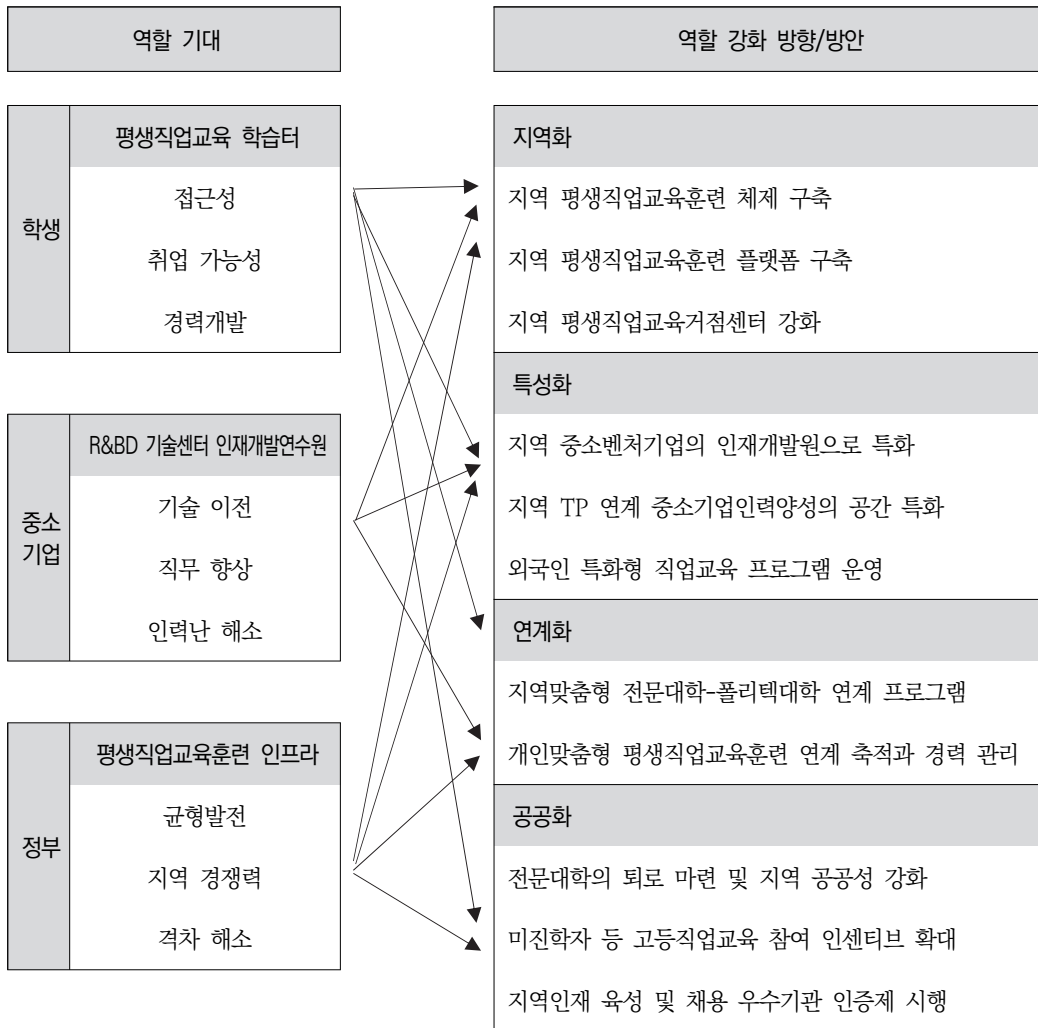 역할 기대
역할 강화 방향/방안
학생
평생직업교육 학습터
접근성
취업 가능성
경력개발
중소
기업
R&BD 기술센터 인재개발연수원
기술 이전
직무 향상
인력난 해소
정부
평생직업교육훈련 인프라
균형발전
지역 경쟁력
격차 해소
지역화
지역 평생직업교육훈련 체제 구축
지역 평생직업교육훈련 플랫폼 구축
지역 평생직업교육거점센터 강화
특성화
지역 중소벤처기업의 인재개발원으로 특화
지역 TP 연계 중소기업인력양성의 공간 특화
외국인 특화형 직업교육 프로그램 운영
연계화
지역맞춤형 전문대학-폴리텍대학 연계 프로그램
개인맞춤형 평생직업교육훈련 연계 축적과 경력 관리
공공화
전문대학의 퇴로 마련 및 지역 공공성 강화
미진학자 등 고등직업교육 참여 인센티브 확대
지역인재 육성 및 채용 우수기관 인증제 시행